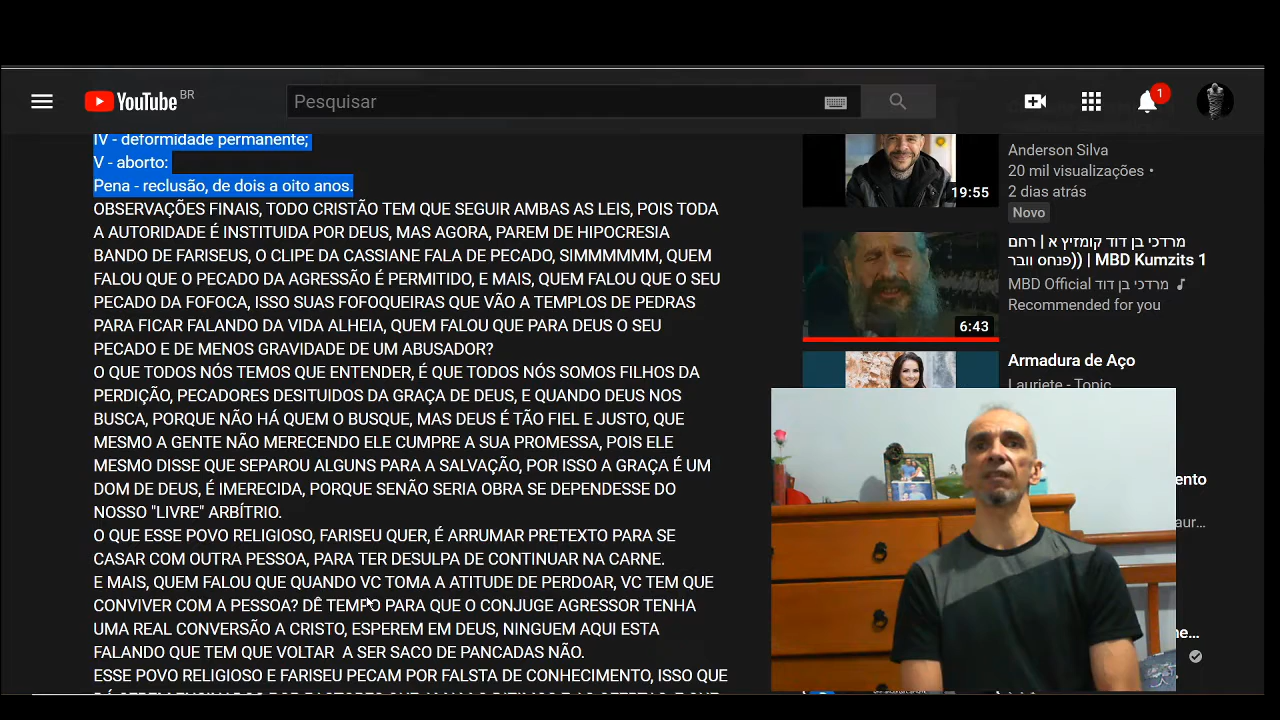 YouTube BR
Pesquisar
1
IV - deformidade permanente;
V - aborto:
Pena - reclusão, de dois a oito anos.
OBSERVAÇÕES FINAIS, TODO CRISTÃO TEM QUE SEGUIR AMBAS AS LEIS, POIS TODA
A AUTORIDADE É INSTITUIDA POR DEUS, MAS AGORA, PAREM DE HIPOCRESIA
BANDO DE FARISEUS, O CLIPE DA CASSIANE FALA DE PECADO, SIMMMMMM, QUEM
FALOU QUE O PECADO DA AGRESSÃO É PERMITIDO, E MAIS, QUEM FALOU QUE O SEU
PECADO DA FOFOCA, ISSO SUAS FOFOQUEIRAS QUE VÃO A TEMPLOS DE PEDRAS
PARA FICAR FALANDO DA VIDA ALHEIA, QUEM FALOU QUE PARA DEUS O SEU
PECADO E DE MENOS GRAVIDADE DE UM ABUSADOR?
O QUE TODOS NÓS TEMOS QUE ENTENDER, É QUE TODOS NÓS SOMOS FILHOS DA
PERDIÇÃO, PECADORES DESITUIDOS DA GRAÇA DE DEUS, E QUANDO DEUS NOS
BUSCA, PORQUE NÃO HÁ QUEM O BUSQUE, MAS DEUS É TÃO FIEL E JUSTO, QUE
MESMO A GENTE NÃO MERECENDO ELE CUMPRE A SUA PROMESSA, POIS ELE
MESMO DISSE QUE SEPAROU ALGUNS PARA A SALVAÇÃO, POR ISSO A GRAÇA É UM
DOM DE DEUS, É IMERECIDA, PORQUE SENÃO SERIA OBRA SE DEPENDESSE DO
NOSSO "LIVRE" ARBÍTRIO.
O QUE ESSE POVO RELIGIOSO, FARISEU QUER, É ARRUMAR PRETEXTO PARA SE
CASAR COM OUTRA PESSOA, PARA TER DESULPA DE CONTINUAR NA CARNE.
E MAIS, QUEM FALOU QUE QUANDO VC TOMA A ATITUDE DE PERDOAR, VC TEM QUE
CONVIVER COM A PESSOA? DÊ TEMPO PARA QUE O CONJUGE AGRESSOR TENHA
UMA REAL CONVERSÃO A CRISTO, ESPEREM EM DEUS, NINGUEM AQUI ESTA
FALANDO QUE TEM QUE VOLTAR A SER SACO DE PANCADAS NÃO.
ESSE POVO RELIGIOSO E FARISEU PECAM POR FALSTA DE CONHECIMENTO, ISSO QUE
Anderson Silva
20 mil visualizações •
2 dias atrás
Novo
19:55
מרדכי בן דוד קומזיץ א | רחם
פנחס וובר)) | MBD Kumzits 1
MBD Official מרדכי בן דוד
Recommended for you
6:43
Armadura de Aço
Lauriete - Topic
ento
aur...
ne...